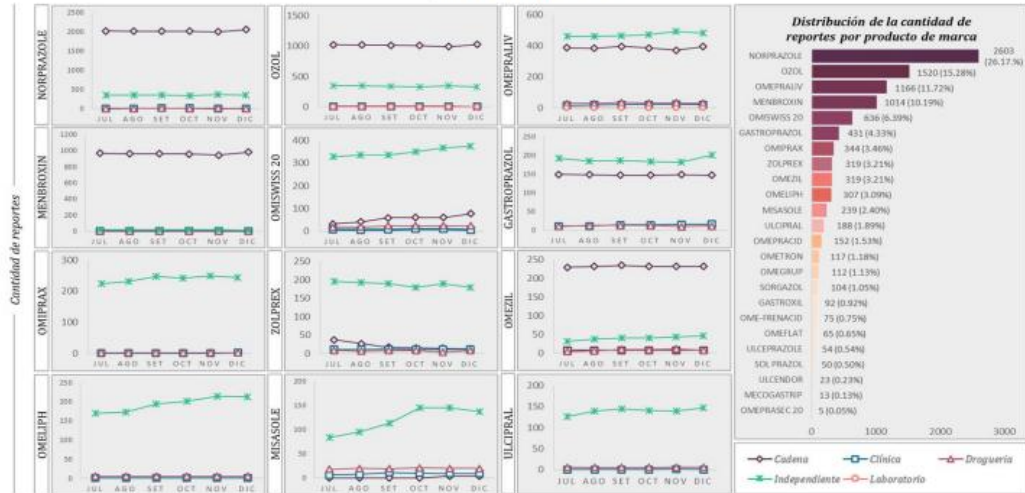 Cantidad de reportes
NORPRAZOLE
2500
2000
1500
1000
500
0
JUL AGO SET OCT NOV DIC
OZOL
1500
1000
500
0
JUL AGO SET OCT NOV DIC
OMEPRALIV
600
400
200
0
JUL AGO SET OCT NOV DIC
MENBROXIN
1200
1000
800
600
400
200
0
JUL AGO SET OCT NOV DIC
OMISWISS 20
400
300
200
100
0
JUL AGO SET OCT NOV DIC
GASTROPRAZOL
250
200
150
100
50
0
JUL AGO SET OCT NOV DIC
OMIPRAX
300
200
100
0
JUL AGO SET OCT NOV DIC
ZOLPREX
250
200
150
100
50
0
JUL AGO SET OCT NOV DIC
OMEZIL
250
200
150
100
50
0
JUL AGO SET OCT NOV DIC
OMELIPH
250
200
150
100
50
0
JUL AGO SET OCT NOV DIC
MISASOLE
200
150
100
50
0
JUL AGO SET OCT NOV DIC
ULCIPRAL
200
150
100
50
0
JUL AGO SET OCT NOV DIC
Distribución de la cantidad de
reportes por producto de marca
NORPRAZOLE 2603
(26.17.%)
OZOL 1520 (15.28%)
OMEPRALIV 1166 (11.72%)
MENBROXIN 1014 (10.19%)
OMISWISS 20 636 (6.39%)
GASTROPRAZOL 431 (4.33%)
OMIPRAX 344 (3.46%)
ZOLPREX 319 (3.21%)
OMEZIL 319 (3.21%)
OMELIPH 307 (3.09%)
MISASOLE 239 (2.40%)
ULCIPRAL 188 (1.89%)
OMEPRACID 152 (1.53%)
OMETRON 117 (1.18%)
OMEGRUP 112 (1.13%)
SORGAZOL 104 (1.05%)
GASTROXIL 92 (0.92%)
OME-FRENACID 75 (0.75%)
OMEFLAT 65 (0.65%)
ULCEPRAZOLE 54 (0.54%)
SOLPRAZOL 50 (0.50%)
ULCENDOR 23 (0.23%)
MECOGASTRIP 13 (0.13%)
OMEPRASEC 20 5 (0.05%)
0 1000 2000 3000
Cadena Clínica Droguería
Independiente Laboratorio